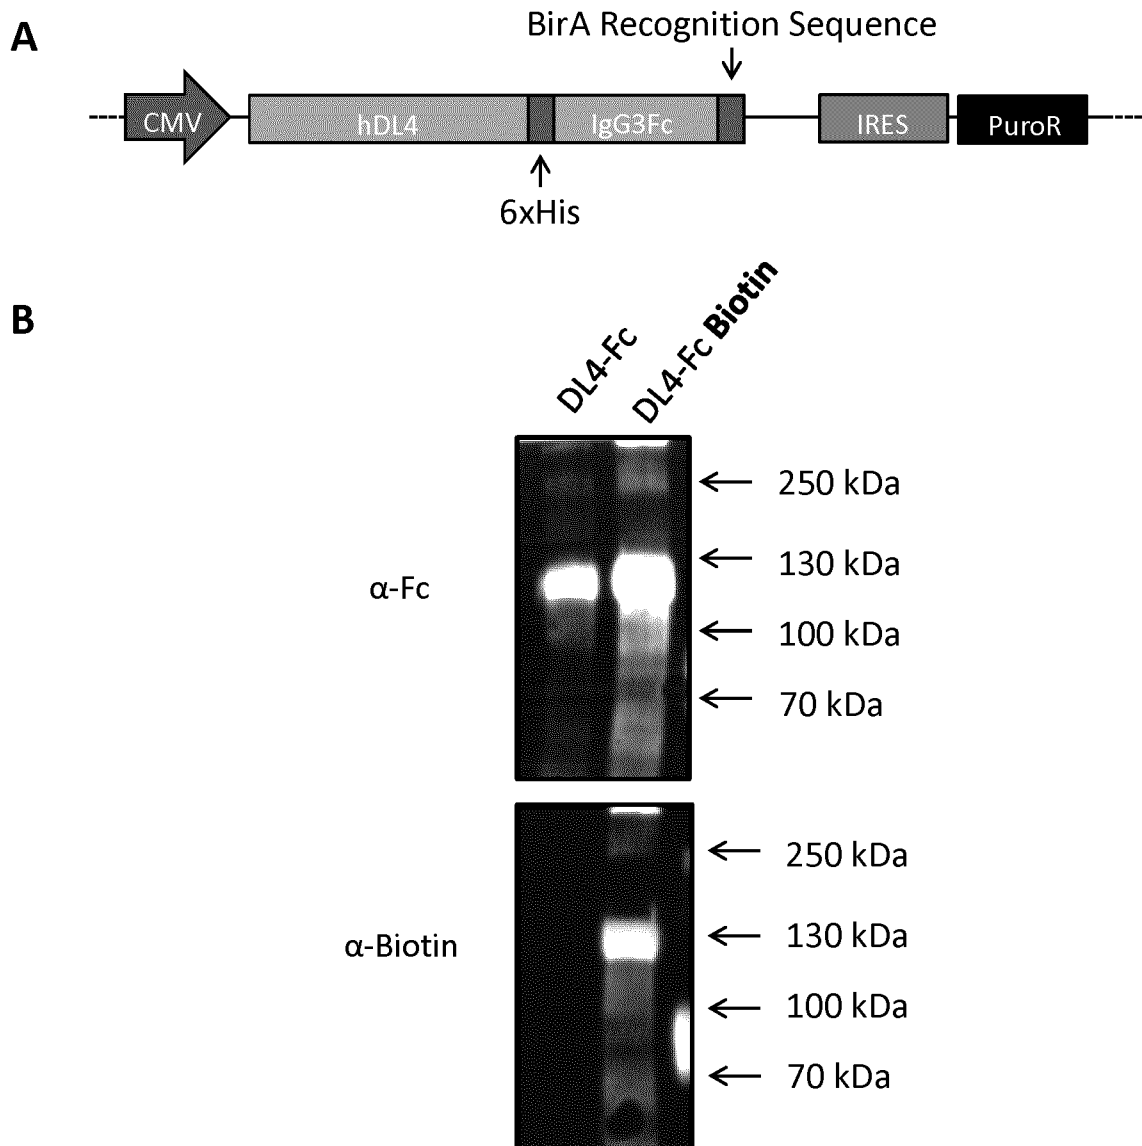 A
BirA Recognition Sequence
CMV
hDL4
IgG3Fc
IRES
PuroR
6xHis
B
DL4-Fc
DL4-Fc Biotin
α-Fc
250 kDa
130 kDa
100 kDa
70 kDa
α-Biotin
250 kDa
130 kDa
100 kDa
70 kDa